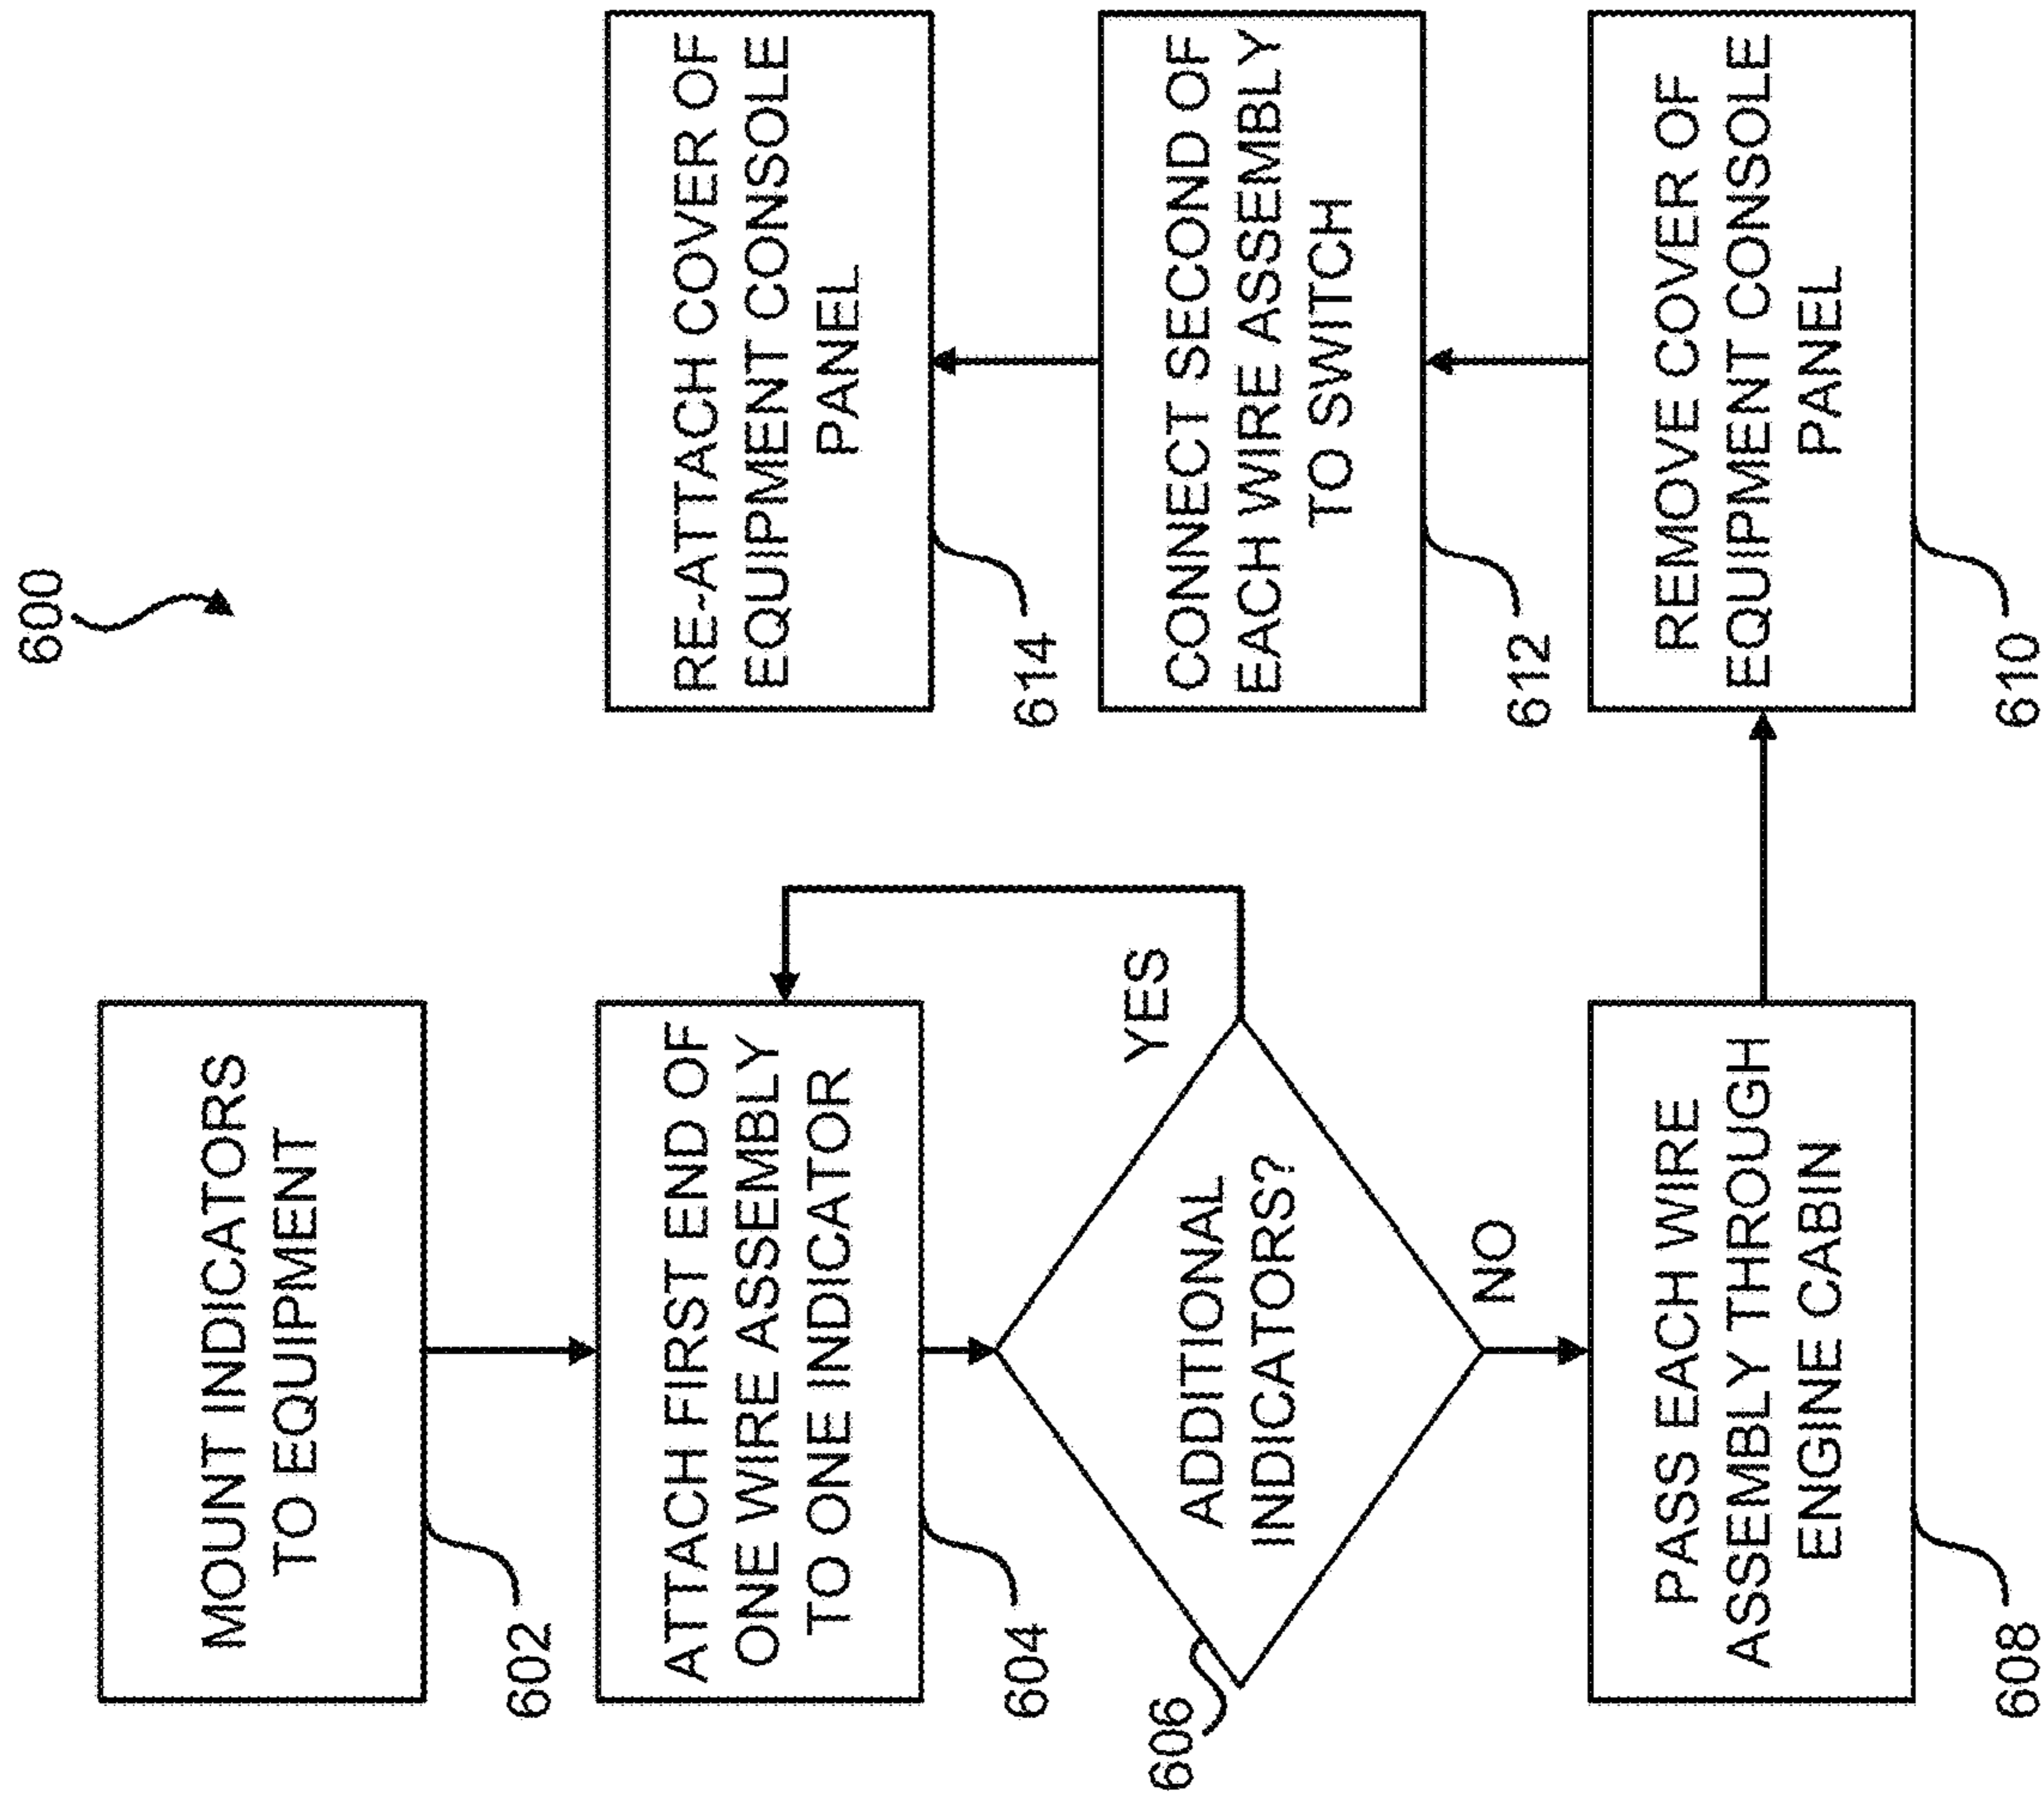 600
MOUNT INDICATORS
TO EQUIPMENT
602
ATTACH FIRST END OF
ONE WIRE ASSEMBLY
TO ONE INDICATOR
604
ADDITIONAL
INDICATORS?
606
YES
NO
PASS EACH WIRE
ASSEMBLY THROUGH
ENGINE CABIN
608
REMOVE COVER OF
EQUIPMENT CONSOLE
PANEL
610
CONNECT SECOND OF
EACH WIRE ASSEMBLY
TO SWITCH
612
RE-ATTACH COVER OF
EQUIPMENT CONSOLE
PANEL
614